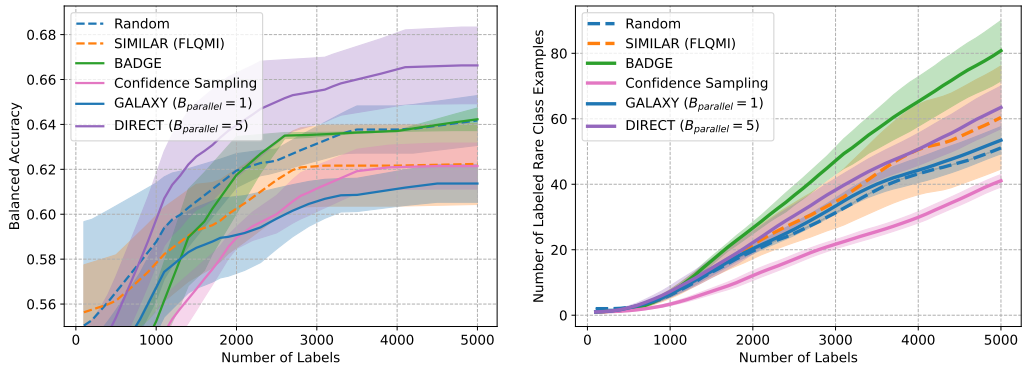 0.68
0.66
0.64
0.62
0.60
0.58
0.56
Balanced Accuracy
Random
SIMILAR (FLQMI)
BADGE
Confidence Sampling
GALAXY (B_parallel = 1)
DIRECT (B_parallel = 5)
0 1000 2000 3000 4000 5000
Number of Labels
80
60
40
20
0
Number of Labeled Rare Class Examples
Random
SIMILAR (FLQMI)
BADGE
Confidence Sampling
GALAXY (B_parallel = 1)
DIRECT (B_parallel = 5)
0 1000 2000 3000 4000 5000
Number of Labels